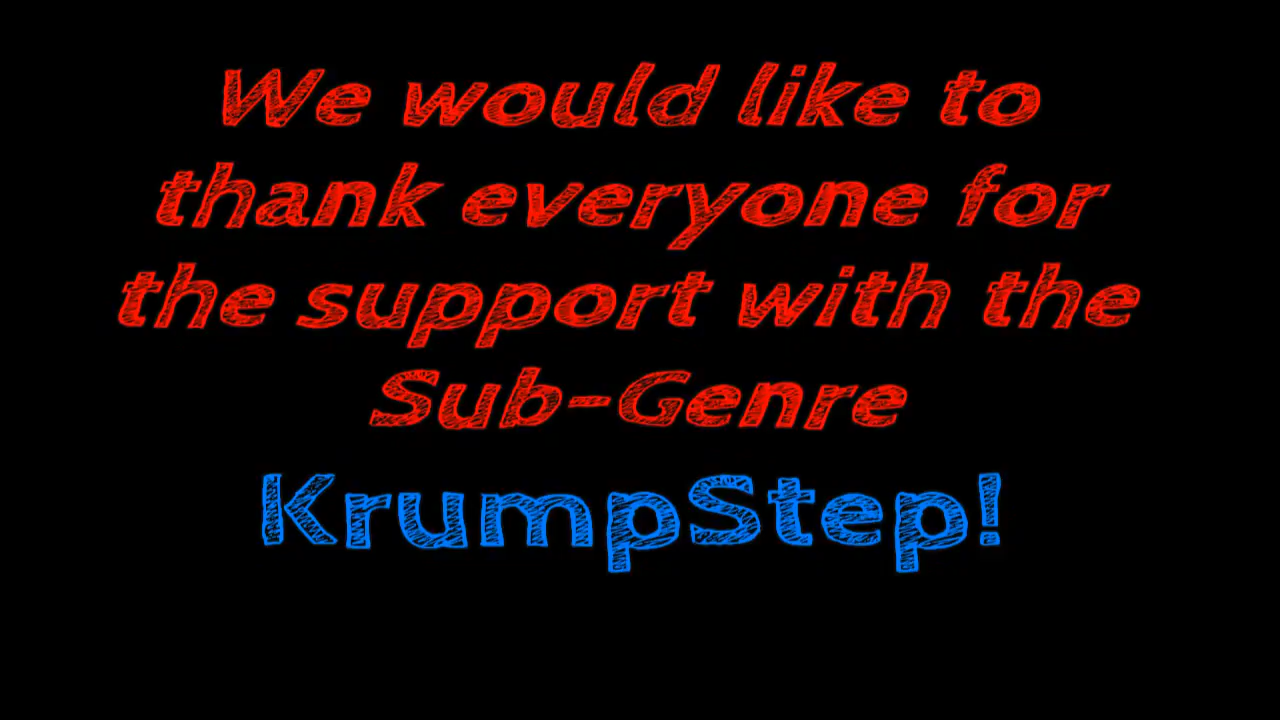 We would like to
thank everyone for
the support with the
Sub-Genre
KrumpStep!